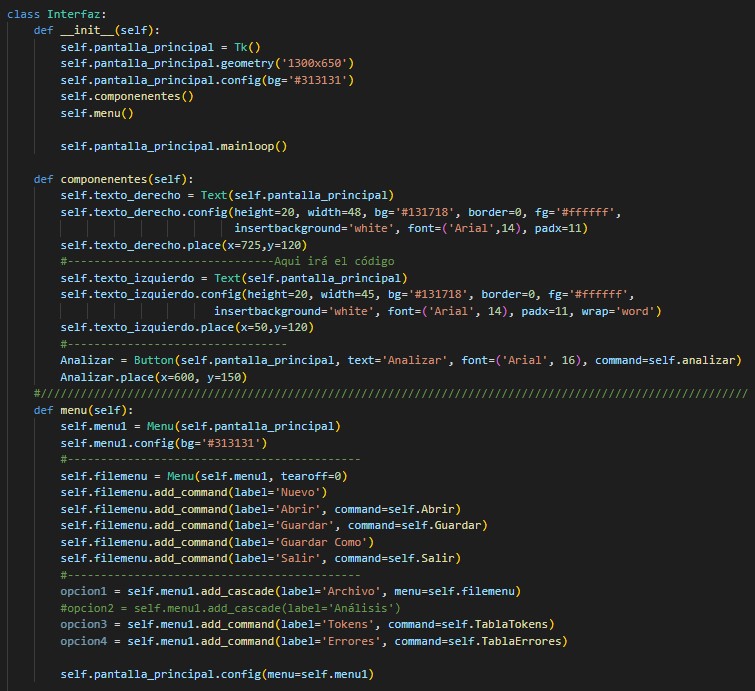 class Interfaz:
    def __init__(self):
        self.pantalla_principal = Tk()
        self.pantalla_principal.geometry('1300x650')
        self.pantalla_principal.config(bg='#313131')
        self.componenentes()
        self.menu()

        self.pantalla_principal.mainloop()

    def componenentes(self):
        self.texto_derecho = Text(self.pantalla_principal)
        self.texto_derecho.config(height=20, width=48, bg='#131718', border=0, fg='#ffffff',
                                  insertbackground='white', font=('Arial',14), padx=11)
        self.texto_derecho.place(x=725,y=120)
        #-------------------------------Aqui irá el código
        self.texto_izquierdo = Text(self.pantalla_principal)
        self.texto_izquierdo.config(height=20, width=45, bg='#131718', border=0, fg='#ffffff',
                               insertbackground='white', font=('Arial', 14), padx=11, wrap='word')
        self.texto_izquierdo.place(x=50,y=120)
        #---------------------------------
        Analizar = Button(self.pantalla_principal, text='Analizar', font=('Arial', 16), command=self.analizar)
        Analizar.place(x=600, y=150)
    #//////////////////////////////////////////////////////////////////////////////////////////////////////////
    def menu(self):
        self.menu1 = Menu(self.pantalla_principal)
        self.menu1.config(bg='#313131')
        #--------------------------------------------
        self.filemenu = Menu(self.menu1, tearoff=0)
        self.filemenu.add_command(label='Nuevo')
        self.filemenu.add_command(label='Abrir', command=self.Abrir)
        self.filemenu.add_command(label='Guardar', command=self.Guardar)
        self.filemenu.add_command(label='Guardar Como')
        self.filemenu.add_command(label='Salir', command=self.Salir)
        #--------------------------------------------
        opcion1 = self.menu1.add_cascade(label='Archivo', menu=self.filemenu)
        #opcion2 = self.menu1.add_cascade(label='Análisis')
        opcion3 = self.menu1.add_command(label='Tokens', command=self.TablaTokens)
        opcion4 = self.menu1.add_command(label='Errores', command=self.TablaErrores)

        self.pantalla_principal.config(menu=self.menu1)